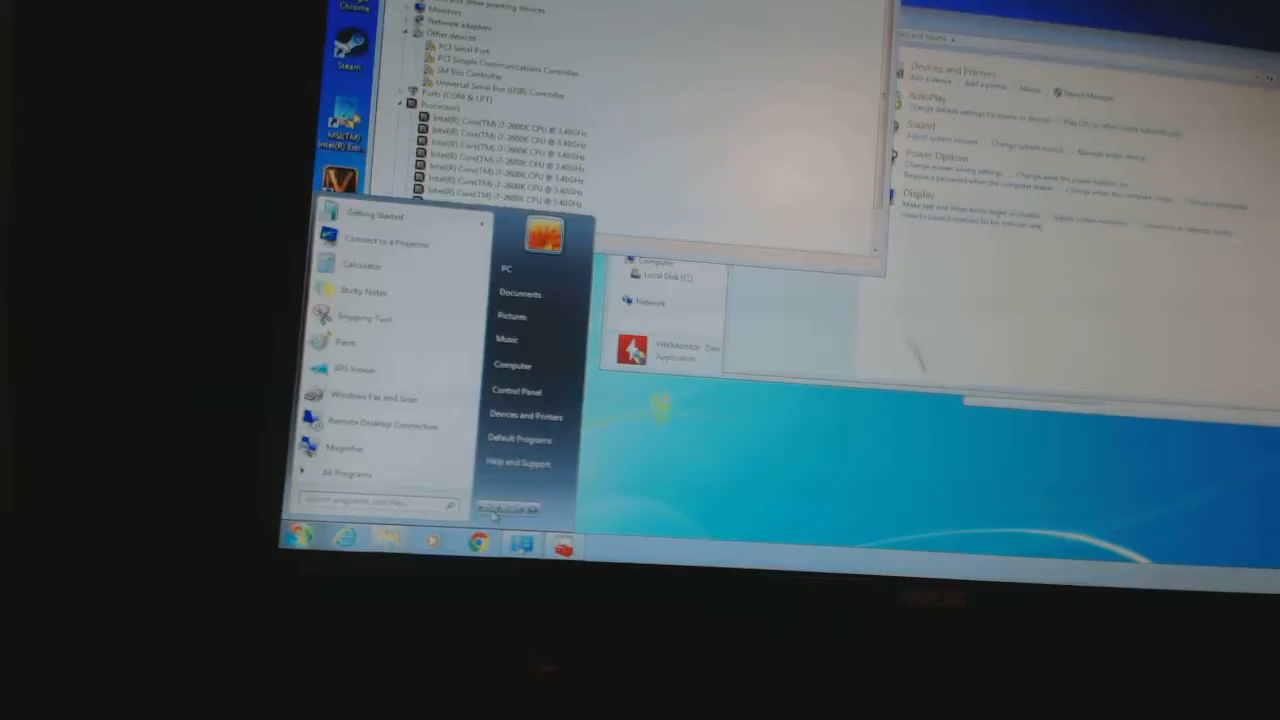 Chrome
Steam
MSI(TM)
Intel(R) Extr...
Monitors
Network adapters
Other devices
PCI Serial Port
PCI Simple Communications Controller
SM Bus Controller
Universal Serial Bus (USB) Controller
Ports (COM & LPT)
Processors
Intel(R) Core(TM) i7-2600K CPU @ 3.40GHz
Intel(R) Core(TM) i7-2600K CPU @ 3.40GHz
Intel(R) Core(TM) i7-2600K CPU @ 3.40GHz
Intel(R) Core(TM) i7-2600K CPU @ 3.40GHz
Intel(R) Core(TM) i7-2600K CPU @ 3.40GHz
Intel(R) Core(TM) i7-2600K CPU @ 3.40GHz
Intel(R) Core(TM) i7-2600K CPU @ 3.40GHz
Devices and Printers
Add a device Add a printer Mouse Device Manager
AutoPlay
Change default settings for media or devices Play CDs or other media automatically
Sound
Adjust system volume Change system sounds Manage audio devices
Power Options
Change power-saving settings Change what the power buttons do
Require a password when the computer wakes
Display
Make text and other items larger or smaller Adjust screen resolution
Getting Started
Connect to a Projector
Calculator
Sticky Notes
Snipping Tool
Paint
XPS Viewer
Windows Fax and Scan
Remote Desktop Connection
Magnifier
All Programs
Search programs and files
PC
Documents
Pictures
Music
Computer
Control Panel
Devices and Printers
Default Programs
Help and Support
Computer
Local Disk (C:)
Network
HWMonitor
Application